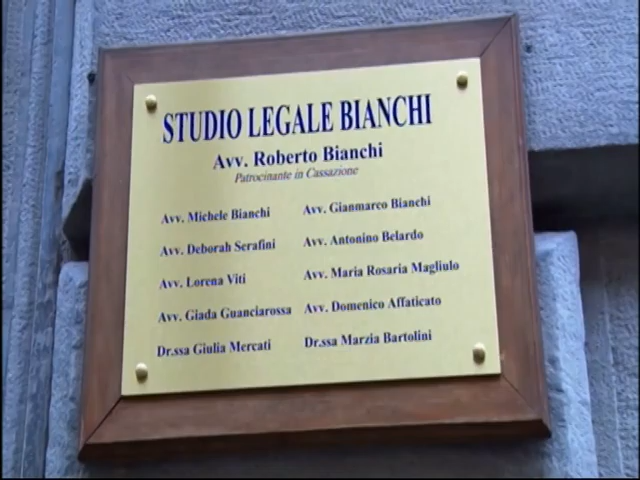 STUDIO LEGALE BIANCHI
Avv. Roberto Bianchi
Patrocinante in Cassazione
Avv. Michele Bianchi Avv. Gianmarco Bianchi
Avv. Deborah Serafini Avv. Antonino Belardo
Avv. Lorena Viti Avv. Maria Rosaria Magliulo
Avv. Giada Guanciarossa Avv. Domenico Affaticato
Dr.ssa Giulia Mercati Dr.ssa Marzia Bartolini